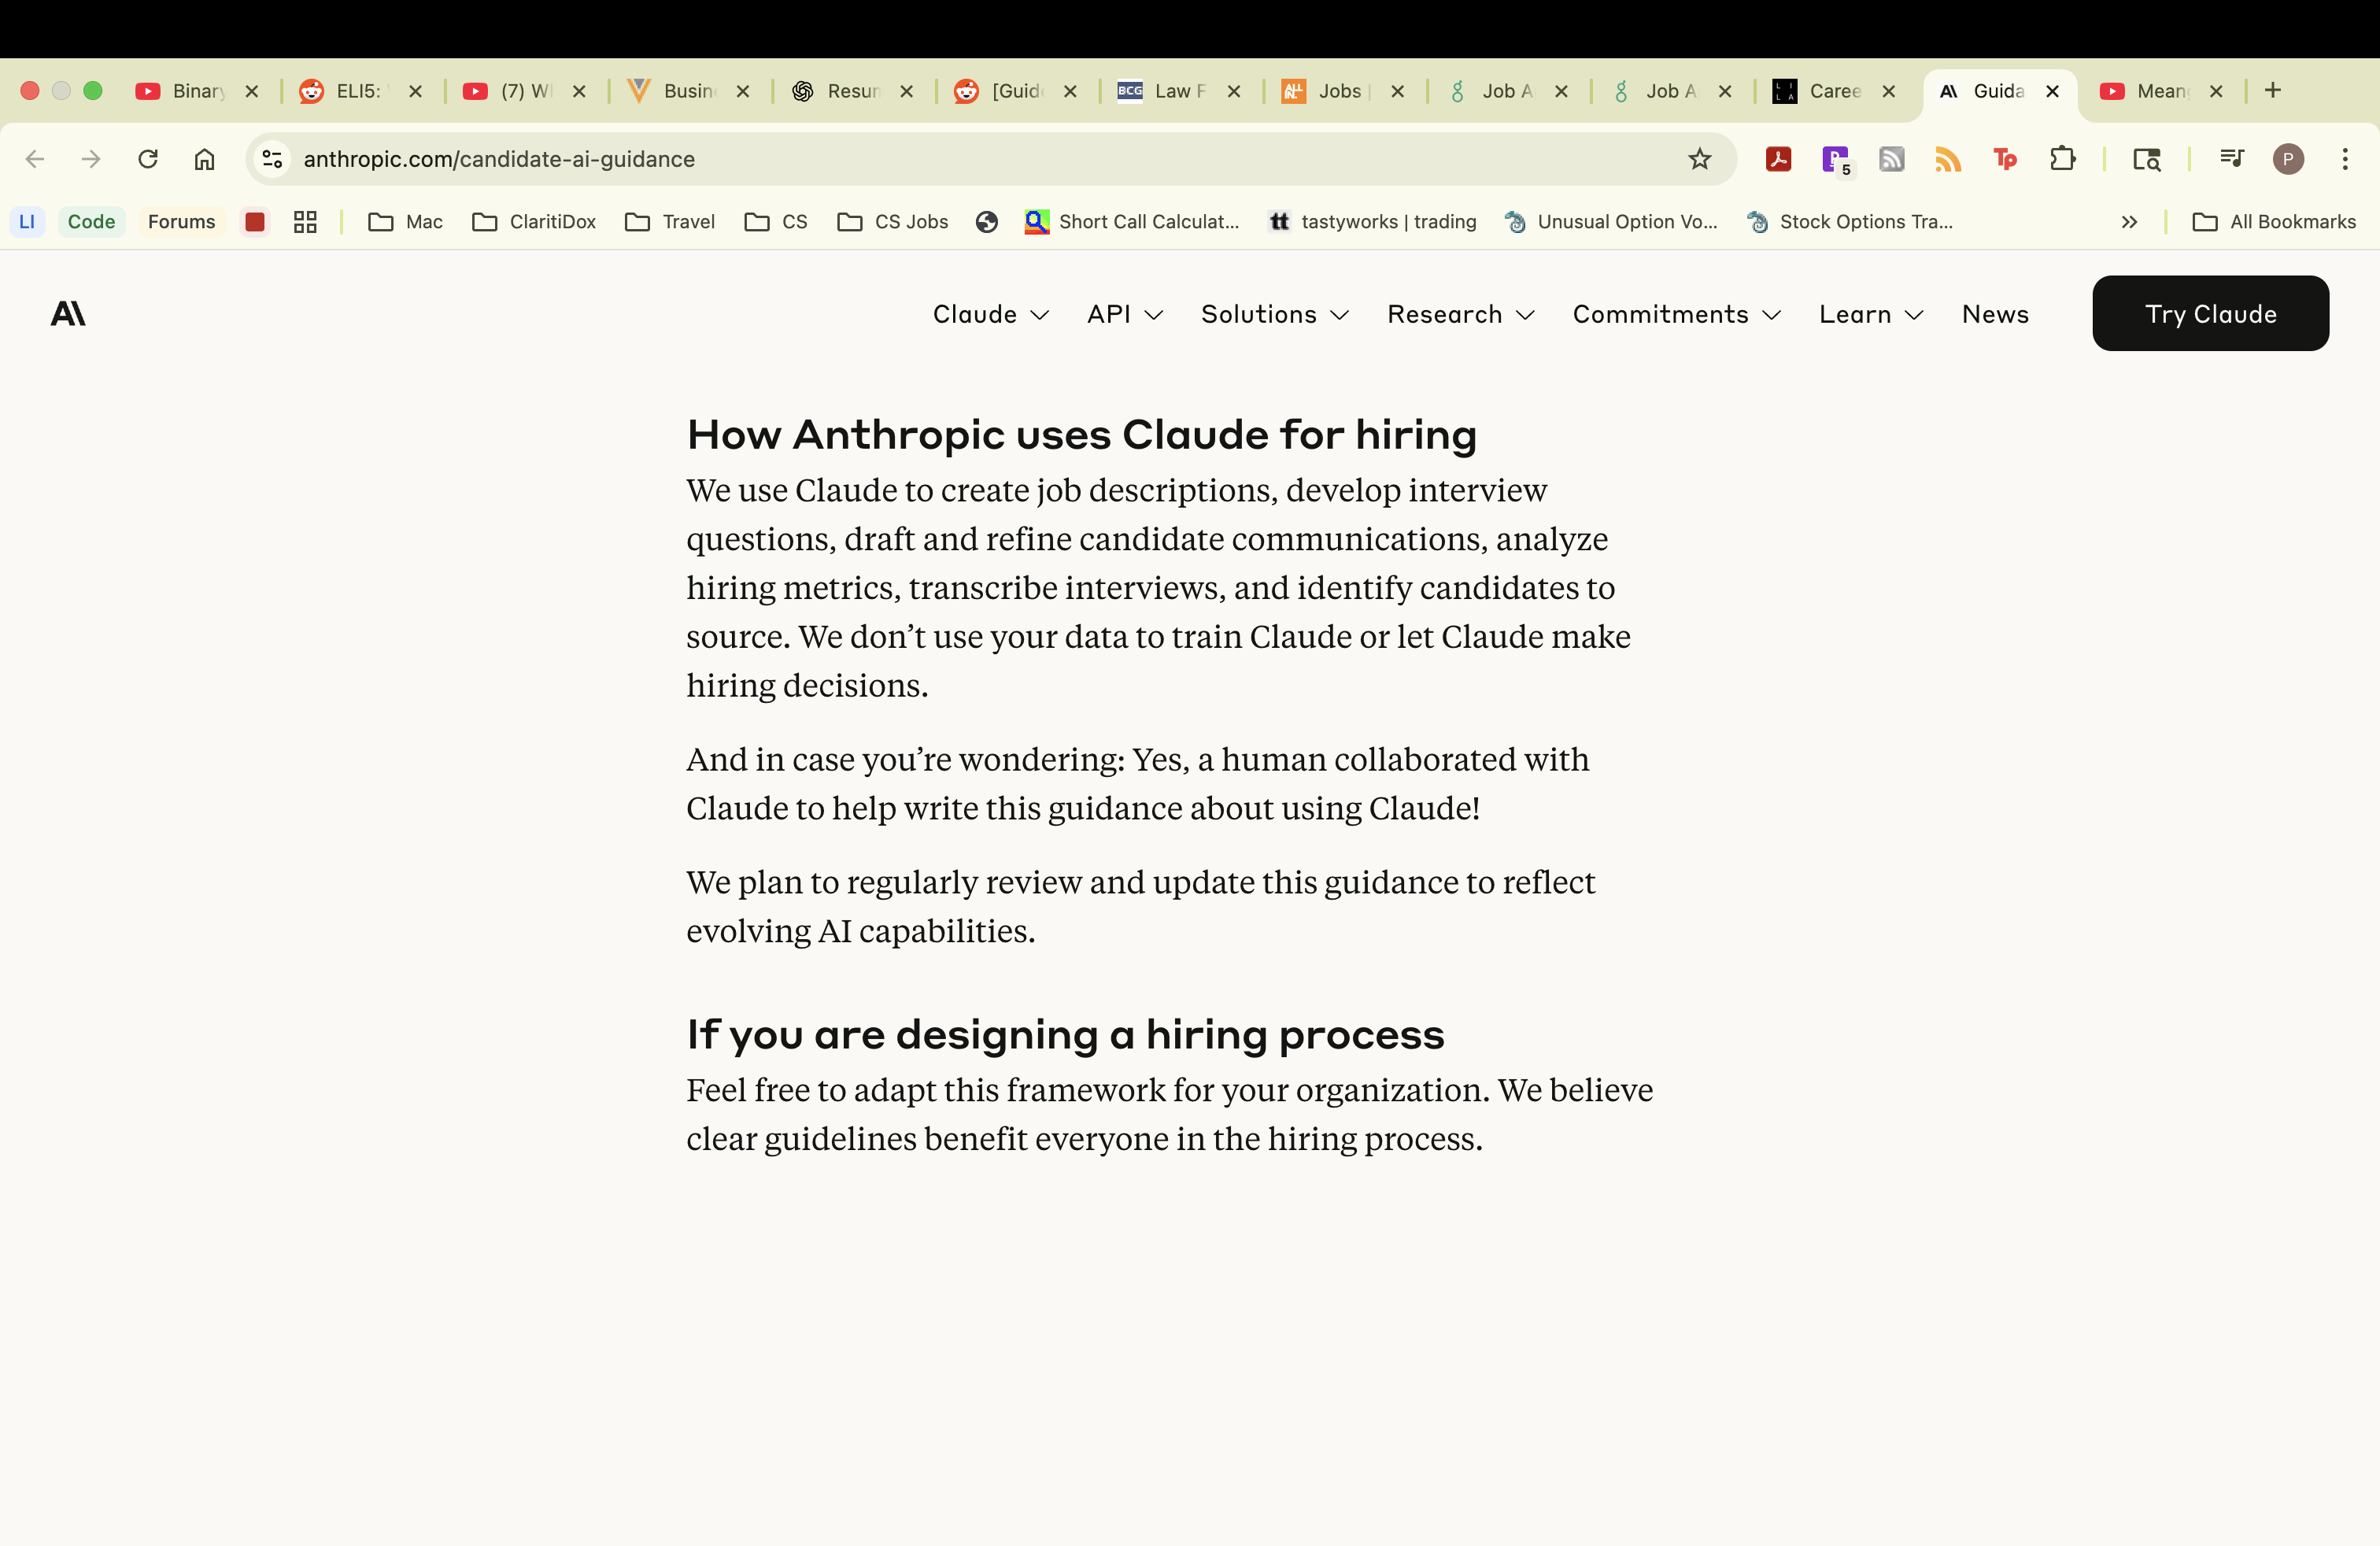 Binary
ELI5:
(7) W
Busin
Resum
[Guid
BCG
Law F
ALL IN.
Jobs |
Job A
Job A
LILA
Caree
Guida
Mean
anthropic.com/candidate-ai-guidance
5
Tp
P
LI
Code
Forums
Mac
ClaritiDox
Travel
CS
CS Jobs
Short Call Calculat...
tt
tastyworks | trading
Unusual Option Vo...
Stock Options Tra...
All Bookmarks
Claude
API
Solutions
Research
Commitments
Learn
News
Try Claude
How Anthropic uses Claude for hiring
We use Claude to create job descriptions, develop interview
questions, draft and refine candidate communications, analyze
hiring metrics, transcribe interviews, and identify candidates to
source. We don’t use your data to train Claude or let Claude make
hiring decisions.
And in case you’re wondering: Yes, a human collaborated with
Claude to help write this guidance about using Claude!
We plan to regularly review and update this guidance to reflect
evolving AI capabilities.
If you are designing a hiring process
Feel free to adapt this framework for your organization. We believe
clear guidelines benefit everyone in the hiring process.